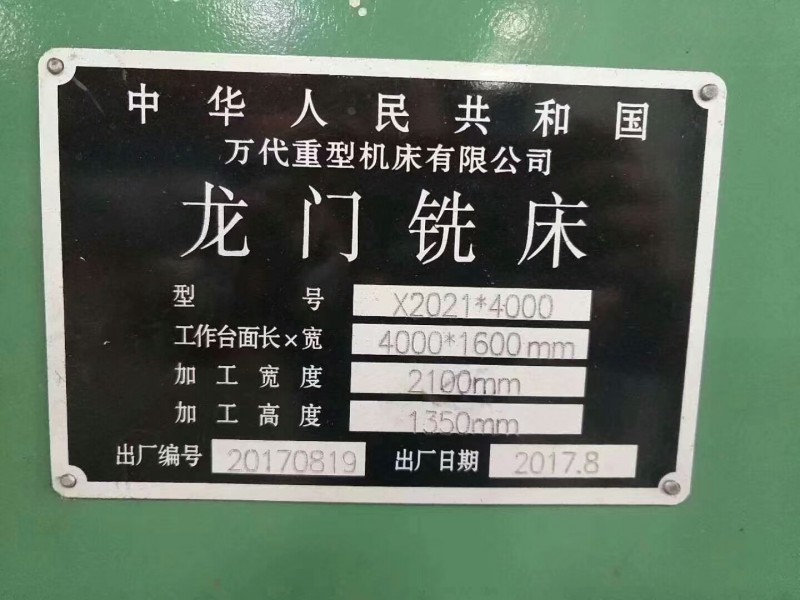 中华人民共和国
万代重型机床有限公司
龙门铣床
型号 X2021*4000
工作台面长×宽 4000*1600mm
加工宽度 2100mm
加工高度 1350mm
出厂编号 20170819 出厂日期 2017.8